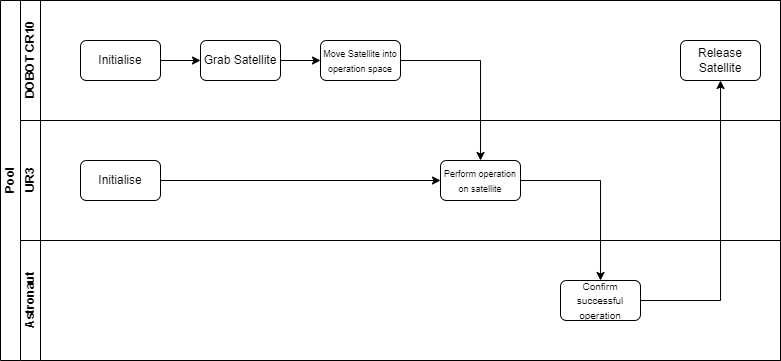 Pool
DOBOT CR10
Initialise
Grab Satellite
Move Satellite into
operation space
Release
Satellite
UR3
Initialise
Perform operation
on satellite
Astronaut
Confirm
successful
operation